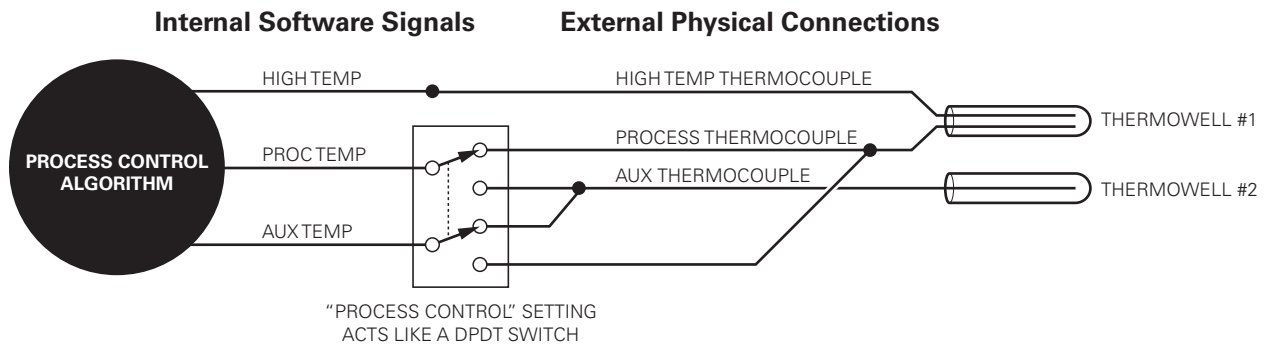 Internal Software Signals
External Physical Connections
HIGH TEMP
HIGH TEMP THERMOCOUPLE
THERMOWELL #1
PROCESS CONTROL
ALGORITHM
PROC TEMP
PROCESS THERMOCOUPLE
AUX THERMOCOUPLE
THERMOWELL #2
AUX TEMP
“PROCESS CONTROL” SETTING
ACTS LIKE A DPDT SWITCH